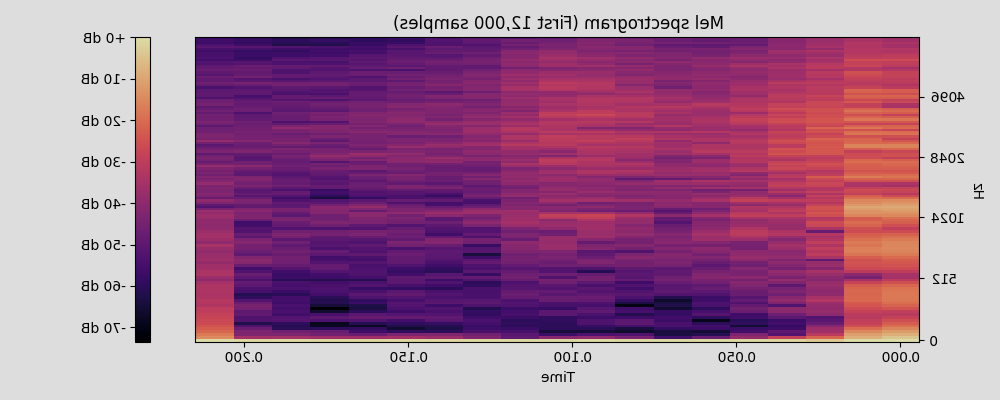 Mel spectrogram (First 12,000 samples)
+0 dB
-10 dB
-20 dB
-30 dB
-40 dB
-50 dB
-60 dB
-70 dB
4096
2048
1024
512
0
Hz
0.000
0.050
0.100
0.150
0.200
Time